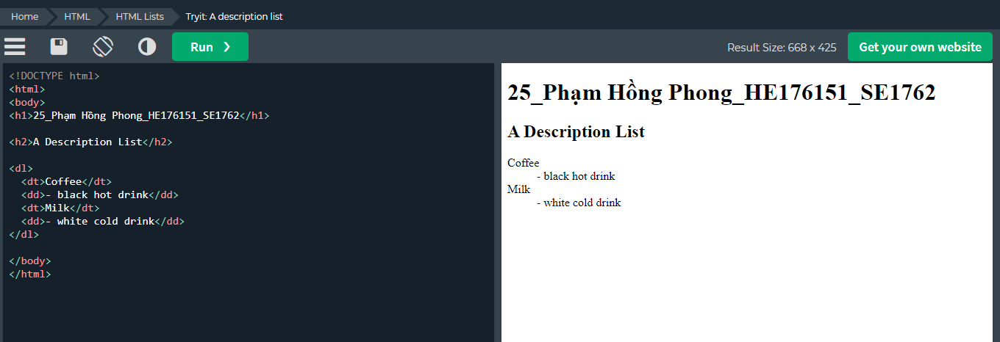 Home HTML HTML Lists Tryit: A description list
Run ❯ Result Size: 668 x 425 Get your own website
<!DOCTYPE html>
<html>
<body>
<h1>25_Phạm Hồng Phong_HE176151_SE1762</h1>
<h2>A Description List</h2>
<dl>
<dt>Coffee</dt>
<dd>- black hot drink</dd>
<dt>Milk</dt>
<dd>- white cold drink</dd>
</dl>
</body>
</html>
25_Phạm Hồng Phong_HE176151_SE1762
A Description List
Coffee
- black hot drink
Milk
- white cold drink